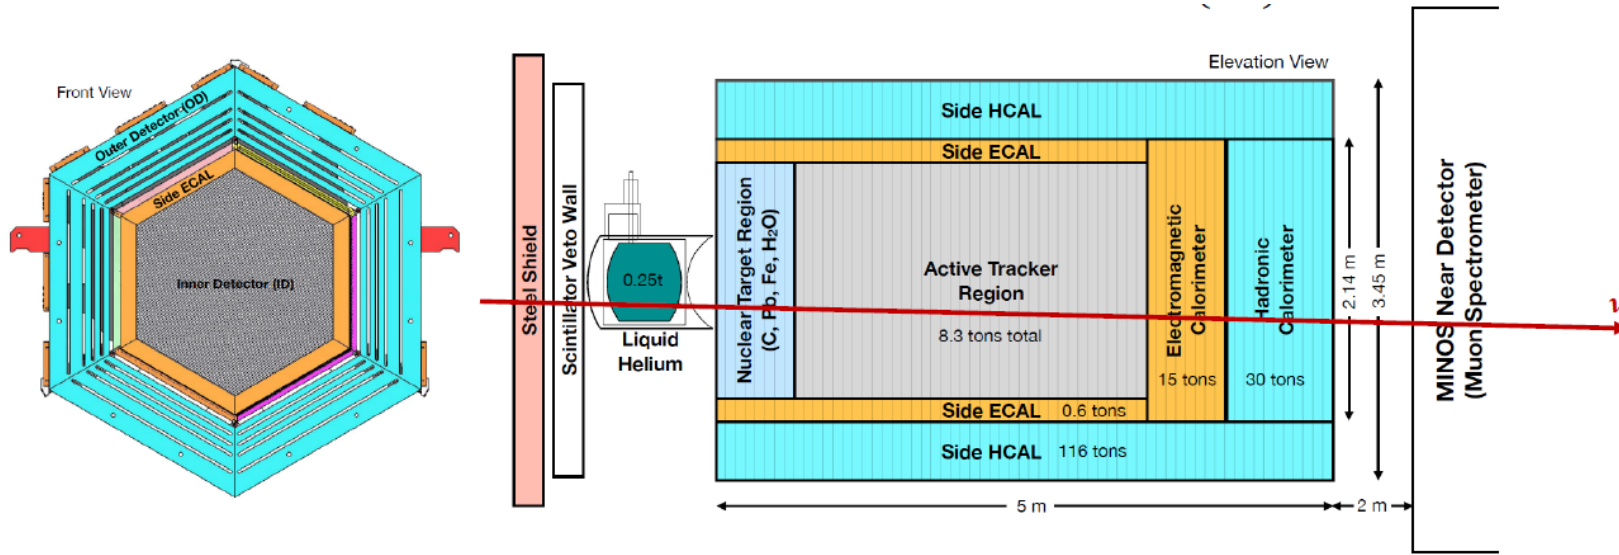 Front View
Outer Detector (OD)
Side ECAL
Inner Detector (ID)
Elevation View
Steel Shield
Scintillator Veto Wall
0.25t
Liquid
Helium
Side HCAL
Side ECAL
Nuclear Target Region
(C, Pb, Fe, H₂O)
Active Tracker
Region
8.3 tons total
Electromagnetic
Calorimeter
15 tons
Hadronic
Calorimeter
30 tons
Side ECAL 0.6 tons
Side HCAL 116 tons
2.14 m
3.45 m
5 m
2 m
MINOS Near Detector
(Muon Spectrometer)